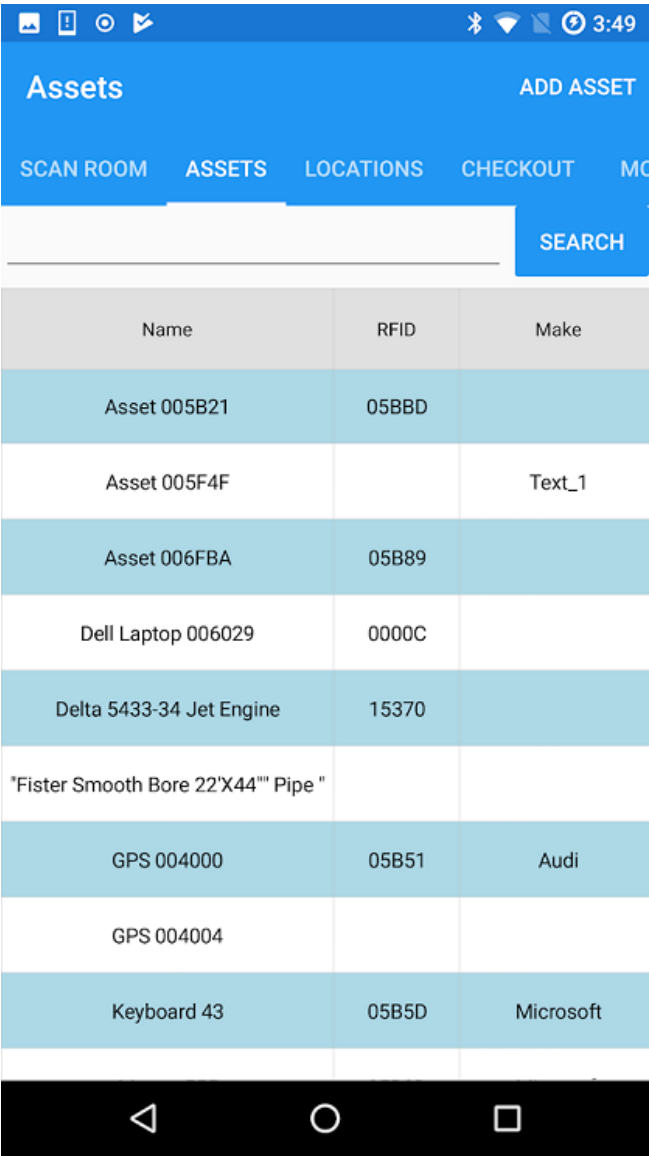 3:49
Assets ADD ASSET
SCAN ROOM ASSETS LOCATIONS CHECKOUT
SEARCH
Name RFID Make
Asset 005B21 05BBD
Asset 005F4F Text_1
Asset 006FBA 05B89
Dell Laptop 006029 0000C
Delta 5433-34 Jet Engine 15370
"Fister Smooth Bore 22'X44"" Pipe "
GPS 004000 05B51 Audi
GPS 004004
Keyboard 43 05B5D Microsoft